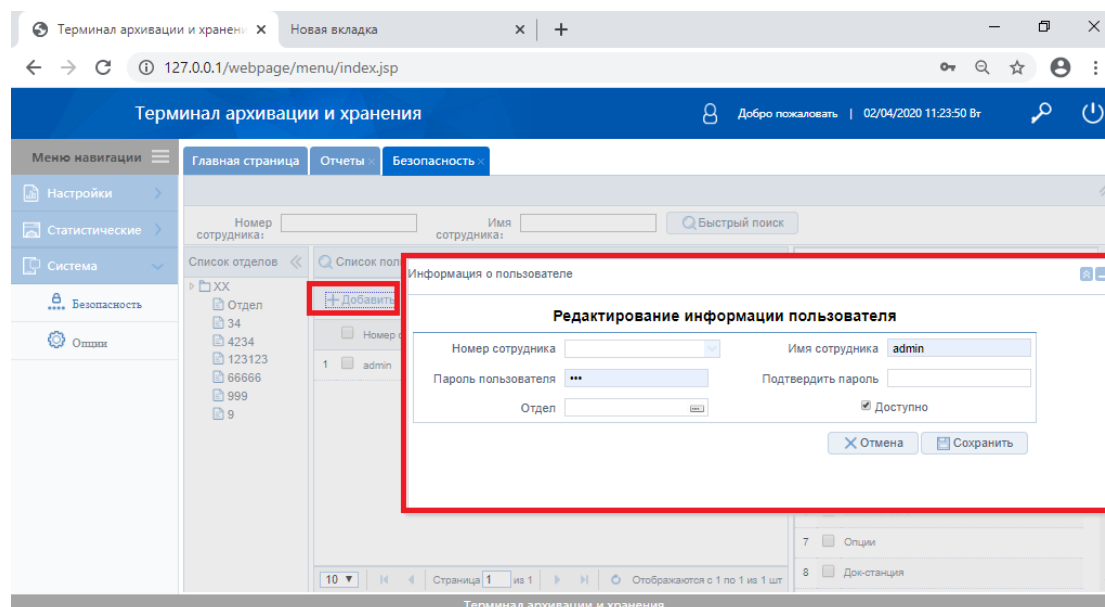 Терминал архивации и хранени
Новая вкладка
127.0.0.1/webpage/menu/index.jsp
Терминал архивации и хранения
Добро пожаловать | 02/04/2020 11:23:50 Вт
Меню навигации
Главная страница
Отчеты
Безопасность
Настройки
Статистические
Система
Безопасность
Опции
Номер сотрудника:
Имя сотрудника:
Быстрый поиск
Список отделов
XX
Отдел
34
4234
123123
66666
999
9
Список поль
Добавить
Номер с
1 admin
Информация о пользователе
Редактирование информации пользователя
Номер сотрудника
Имя сотрудника admin
Пароль пользователя •••
Подтвердить пароль
Отдел
Доступно
Отмена
Сохранить
7 Опции
8 Док-станция
10 Страница 1 из 1 Отображаются с 1 по 1 из 1 шт
Терминал архивации и хранения